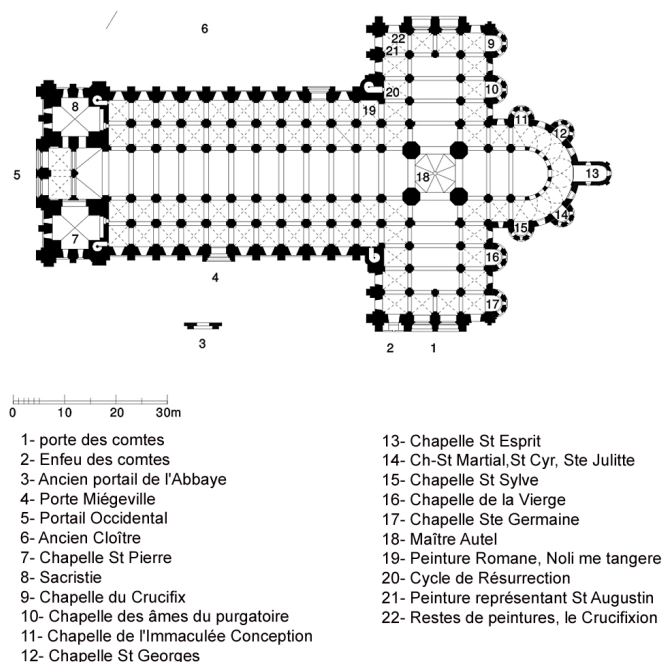 6
22
21
9
20
10
19
8
11
12
5
18
13
7
14
15
16
4
17
3
2
1
0 10 20 30m
1- porte des comtes
2- Enfeu des comtes
3- Ancien portail de l'Abbaye
4- Porte Miégeville
5- Portail Occidental
6- Ancien Cloître
7- Chapelle St Pierre
8- Sacristie
9- Chapelle du Crucifix
10- Chapelle des âmes du purgatoire
11- Chapelle de l'Immaculée Conception
12- Chapelle St Georges
13- Chapelle St Esprit
14- Ch-St Martial,St Cyr, Ste Julitte
15- Chapelle St Sylve
16- Chapelle de la Vierge
17- Chapelle Ste Germaine
18- Maître Autel
19- Peinture Romane, Noli me tangere
20- Cycle de Résurrection
21- Peinture représentant St Augustin
22- Restes de peintures, le Crucifixion